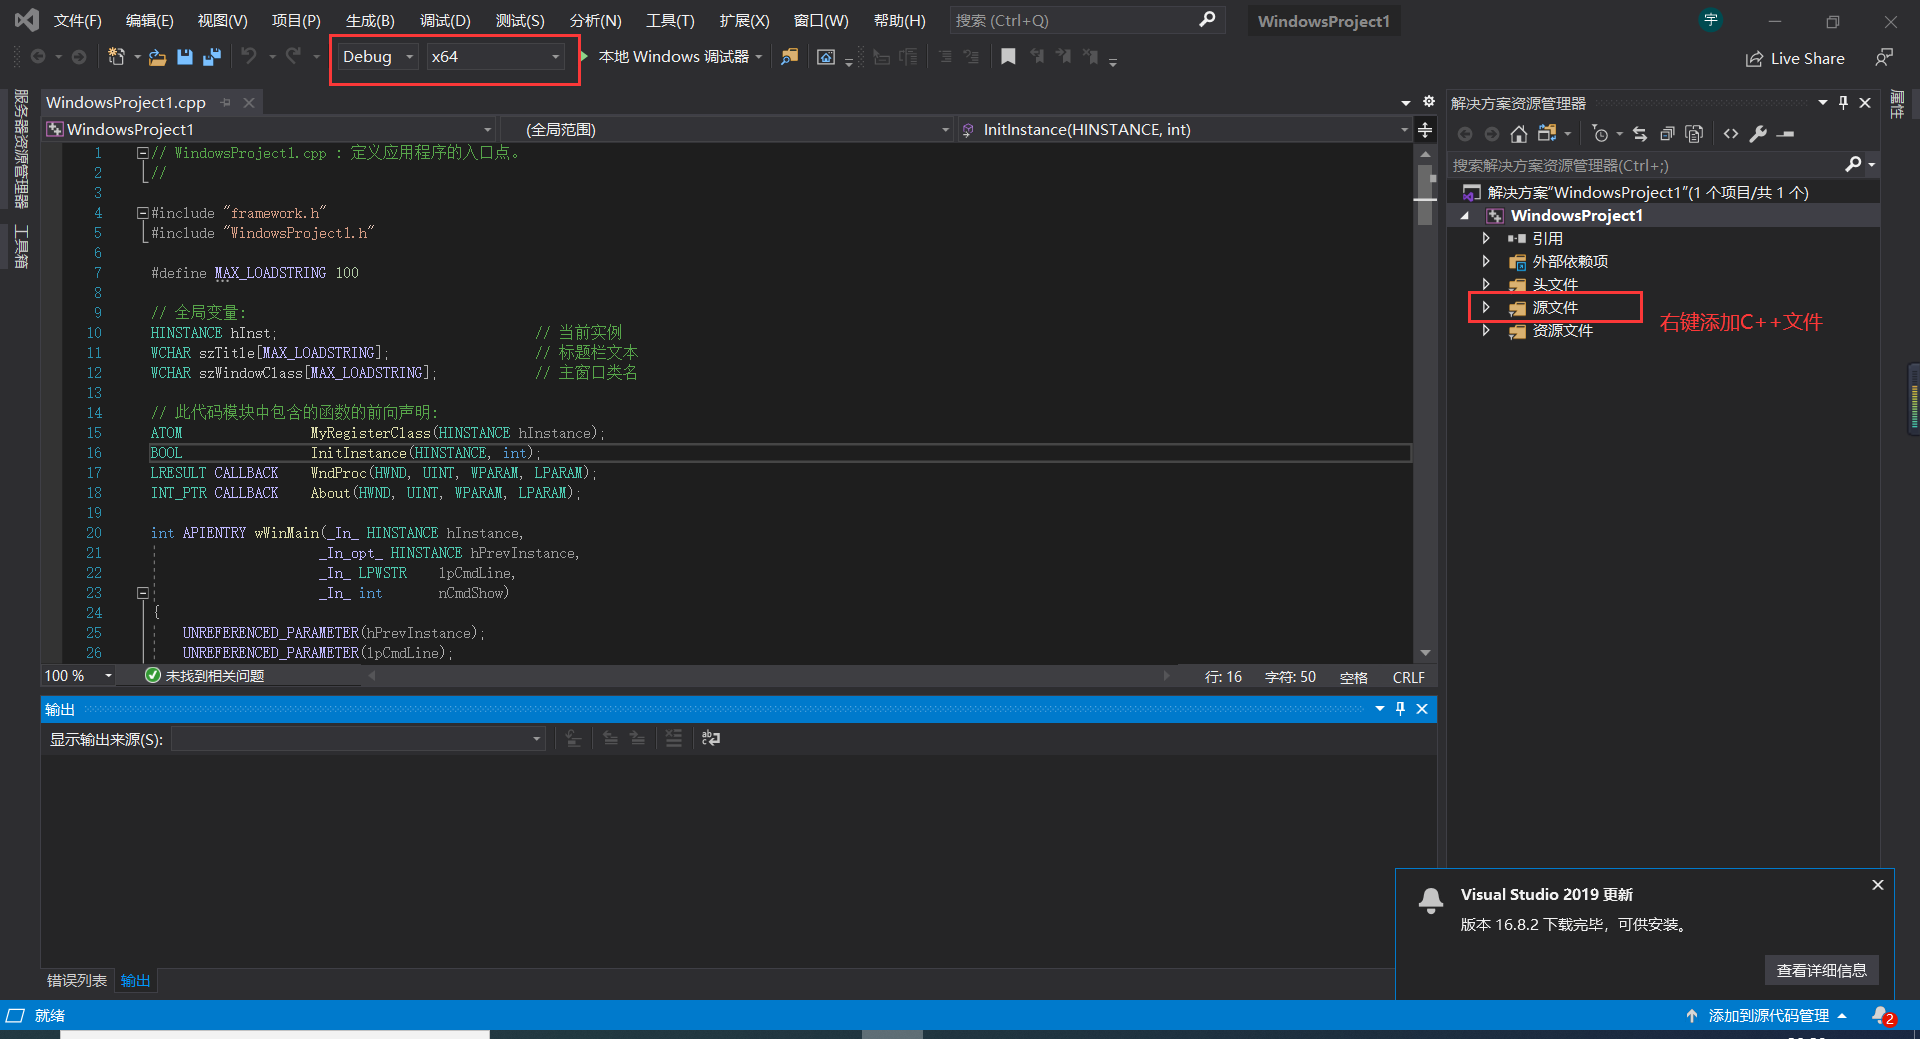 文件(F) 编辑(E) 视图(V) 项目(P) 生成(B) 调试(D) 测试(S) 分析(N) 工具(T) 扩展(X) 窗口(W) 帮助(H) 搜索 (Ctrl+Q) WindowsProject1 宇
Debug x64 本地 Windows 调试器 Live Share
服务器资源管理器
工具箱
WindowsProject1.cpp
WindowsProject1 (全局范围) InitInstance(HINSTANCE, int)
1 // WindowsProject1.cpp : 定义应用程序的入口点。
2 //
3
4 #include "framework.h"
5 #include "WindowsProject1.h"
6
7 #define MAX_LOADSTRING 100
8
9 // 全局变量:
10 HINSTANCE hInst; // 当前实例
11 WCHAR szTitle[MAX_LOADSTRING]; // 标题栏文本
12 WCHAR szWindowClass[MAX_LOADSTRING]; // 主窗口类名
13
14 // 此代码模块中包含的函数的前向声明:
15 ATOM MyRegisterClass(HINSTANCE hInstance);
16 BOOL InitInstance(HINSTANCE, int);
17 LRESULT CALLBACK WndProc(HWND, UINT, WPARAM, LPARAM);
18 INT_PTR CALLBACK About(HWND, UINT, WPARAM, LPARAM);
19
20 int APIENTRY wWinMain(_In_ HINSTANCE hInstance,
21 _In_opt_ HINSTANCE hPrevInstance,
22 _In_ LPWSTR lpCmdLine,
23 _In_ int nCmdShow)
24 {
25 UNREFERENCED_PARAMETER(hPrevInstance);
26 UNREFERENCED_PARAMETER(lpCmdLine);
100 % 未找到相关问题 行: 16 字符: 50 空格 CRLF
输出
显示输出来源(S):
错误列表 输出
解决方案资源管理器
搜索解决方案资源管理器(Ctrl+;)
解决方案"WindowsProject1"(1 个项目/共 1 个)
WindowsProject1
引用
外部依赖项
头文件
源文件
右键添加C++文件
资源文件
属性
Visual Studio 2019 更新
版本 16.8.2 下载完毕，可供安装。
查看详细信息
就绪 添加到源代码管理 2